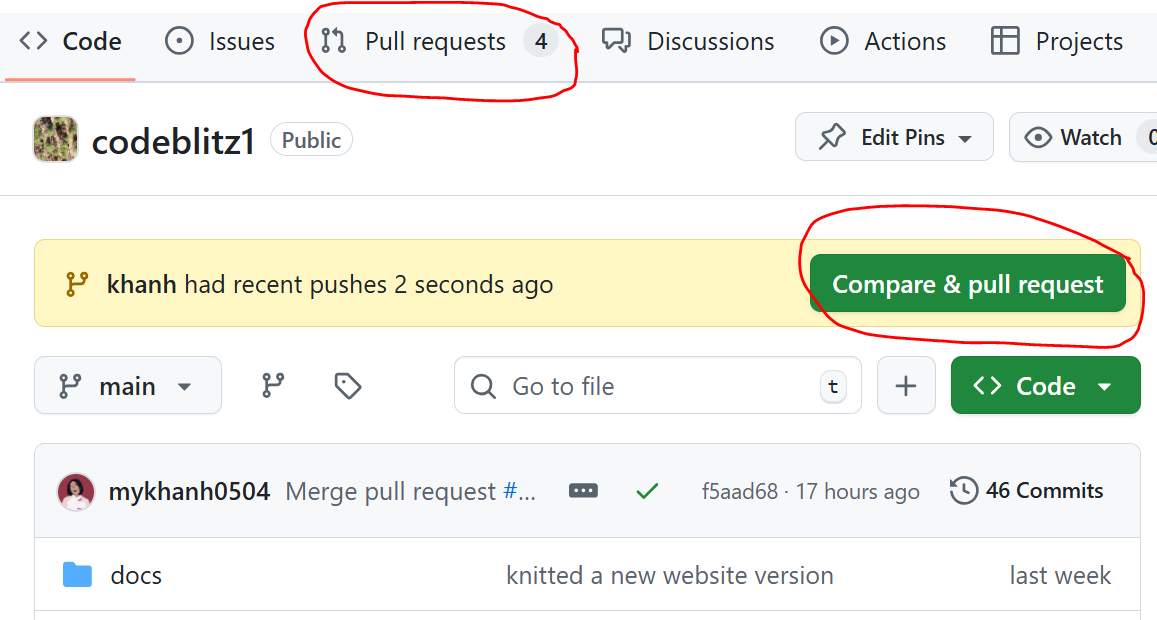 Code Issues Pull requests 4 Discussions Actions Projects
codeblitz1 Public Edit Pins Watch 0
khanh had recent pushes 2 seconds ago Compare & pull request
main Go to file t + Code
mykhanh0504 Merge pull request #... f5aad68 · 17 hours ago 46 Commits
docs knitted a new website version last week